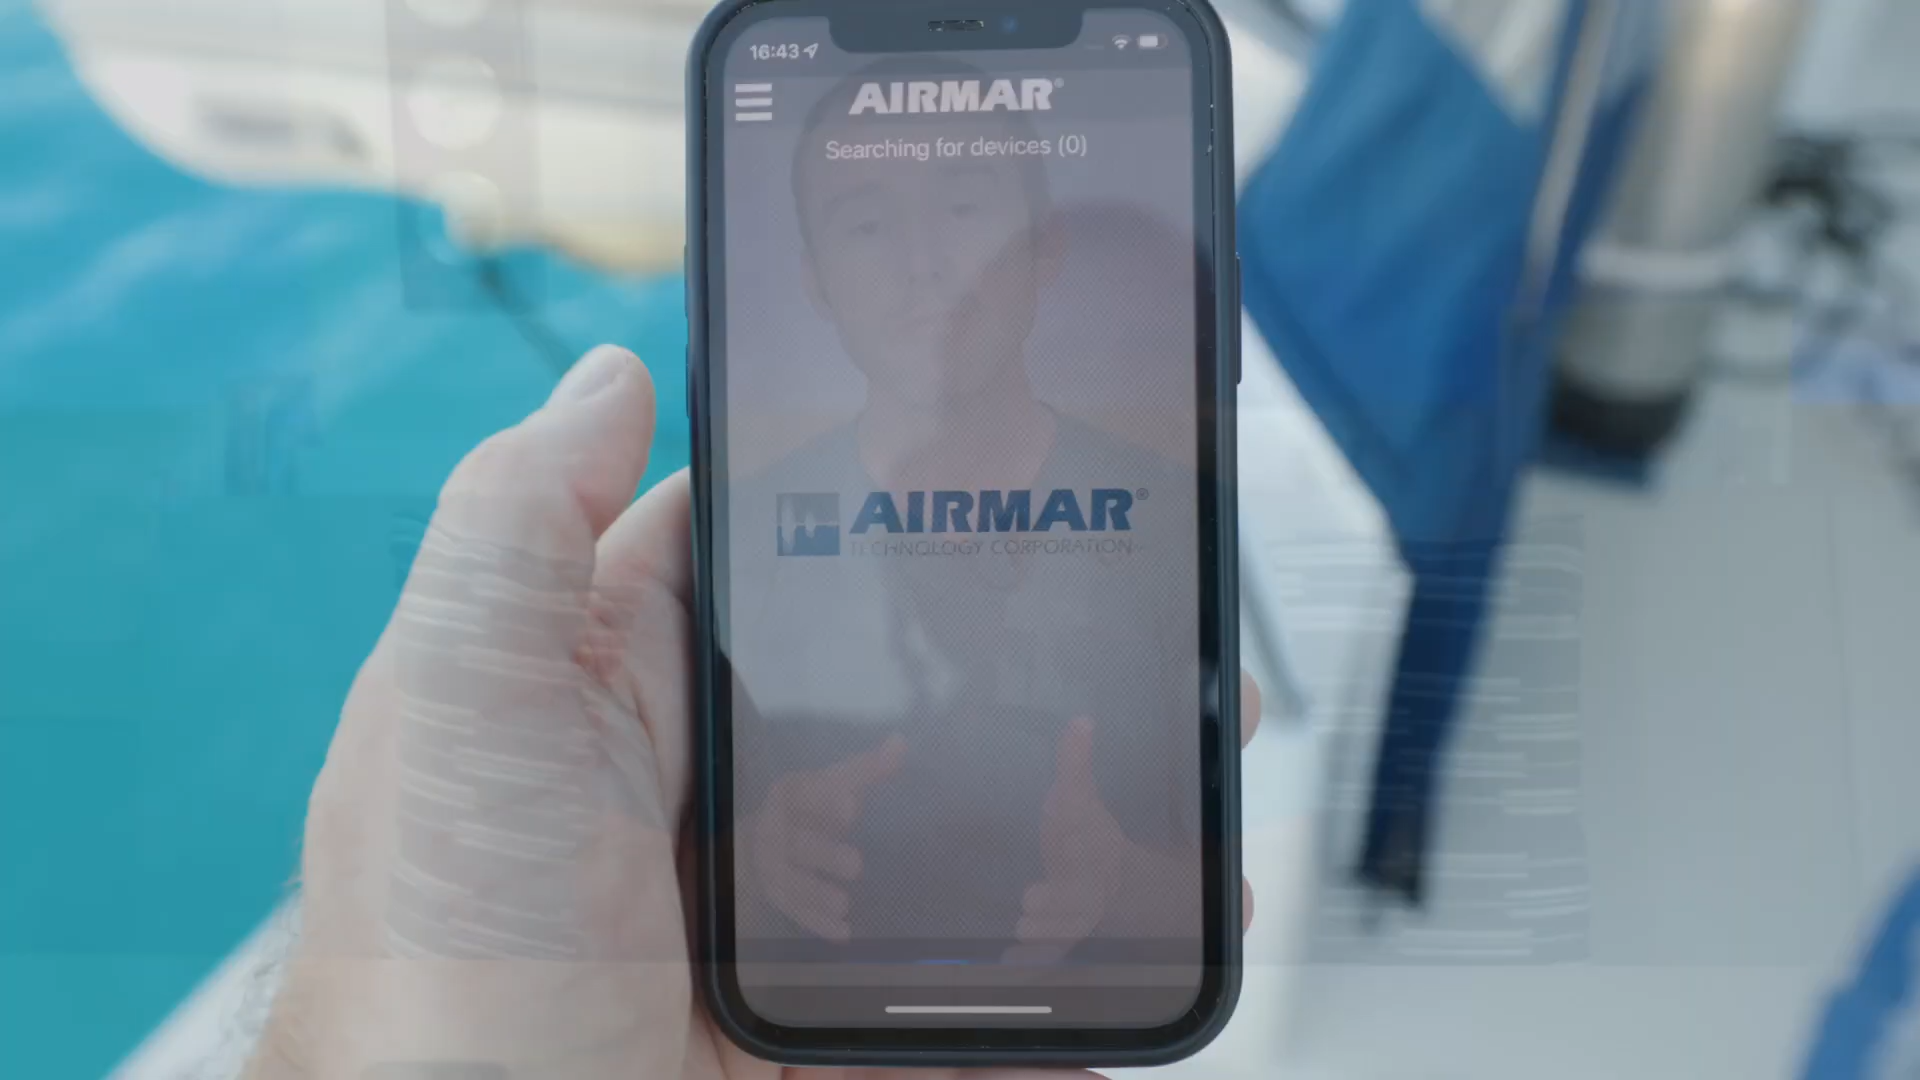 16:43
AIRMAR®
Searching for devices (0)
AIRMAR®
TECHNOLOGY CORPORATION